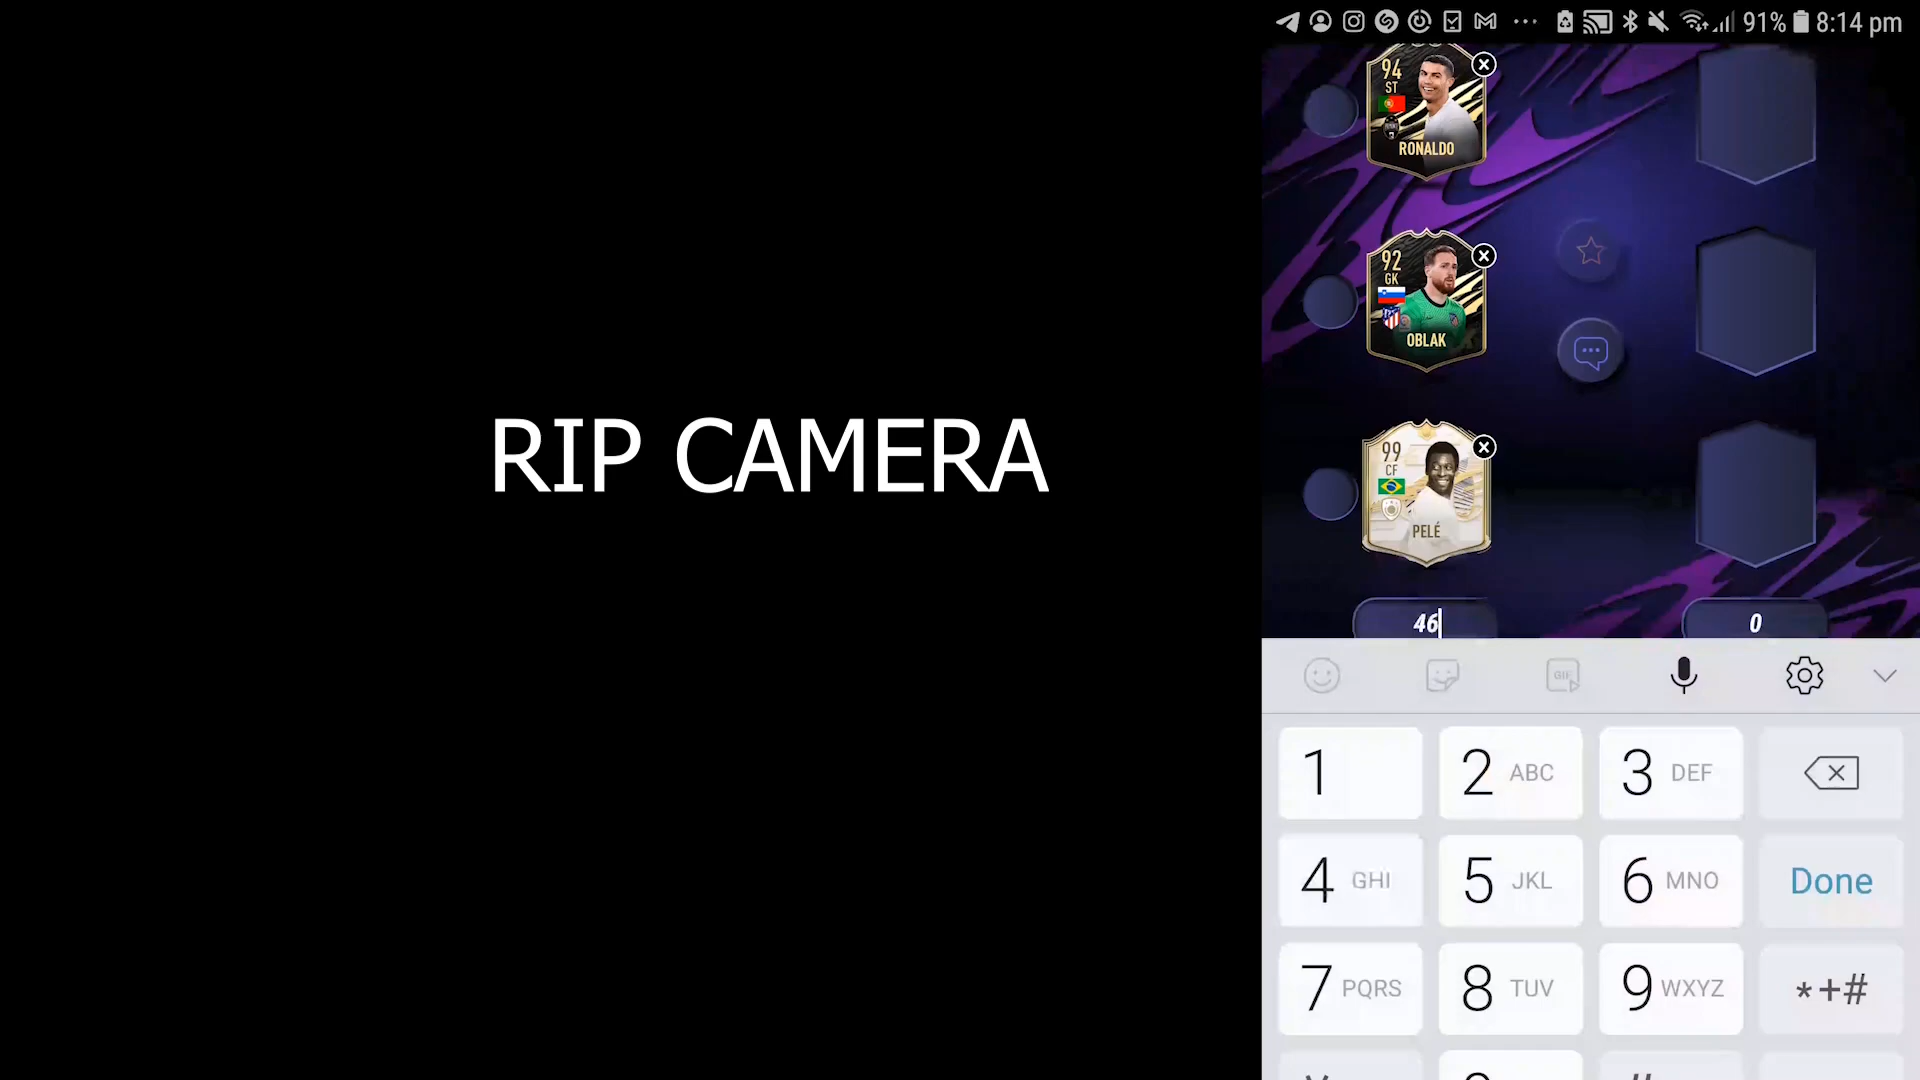 91% 8:14 pm
94
ST
RONALDO
92
GK
OBLAK
RIP CAMERA
99
CF
PELÉ
46 0
GIF
1 2 ABC 3 DEF
4 GHI 5 JKL 6 MNO Done
7 PQRS 8 TUV 9 WXYZ *+#